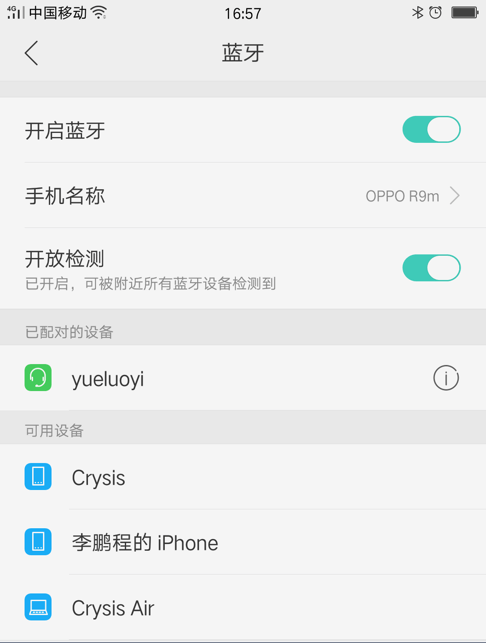 4G 中国移动 16:57
蓝牙
开启蓝牙
手机名称 OPPO R9m
开放检测
已开启，可被附近所有蓝牙设备检测到
已配对的设备
yueluoyi
可用设备
Crysis
李鹏程的 iPhone
Crysis Air